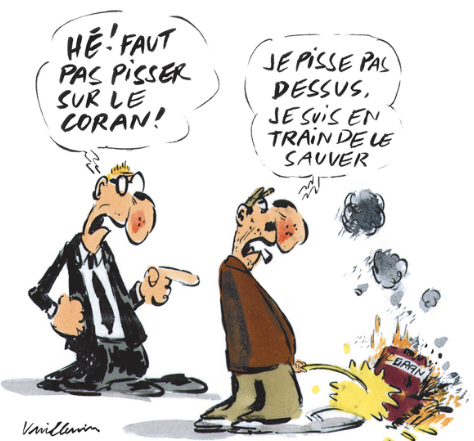 HÉ! FAUT
PAS PISSER
SUR LE
CORAN!
JE PISSE PAS
DESSUS,
JE SUIS EN
TRAIN DE LE
SAUVER
CORAN
Vuillemin